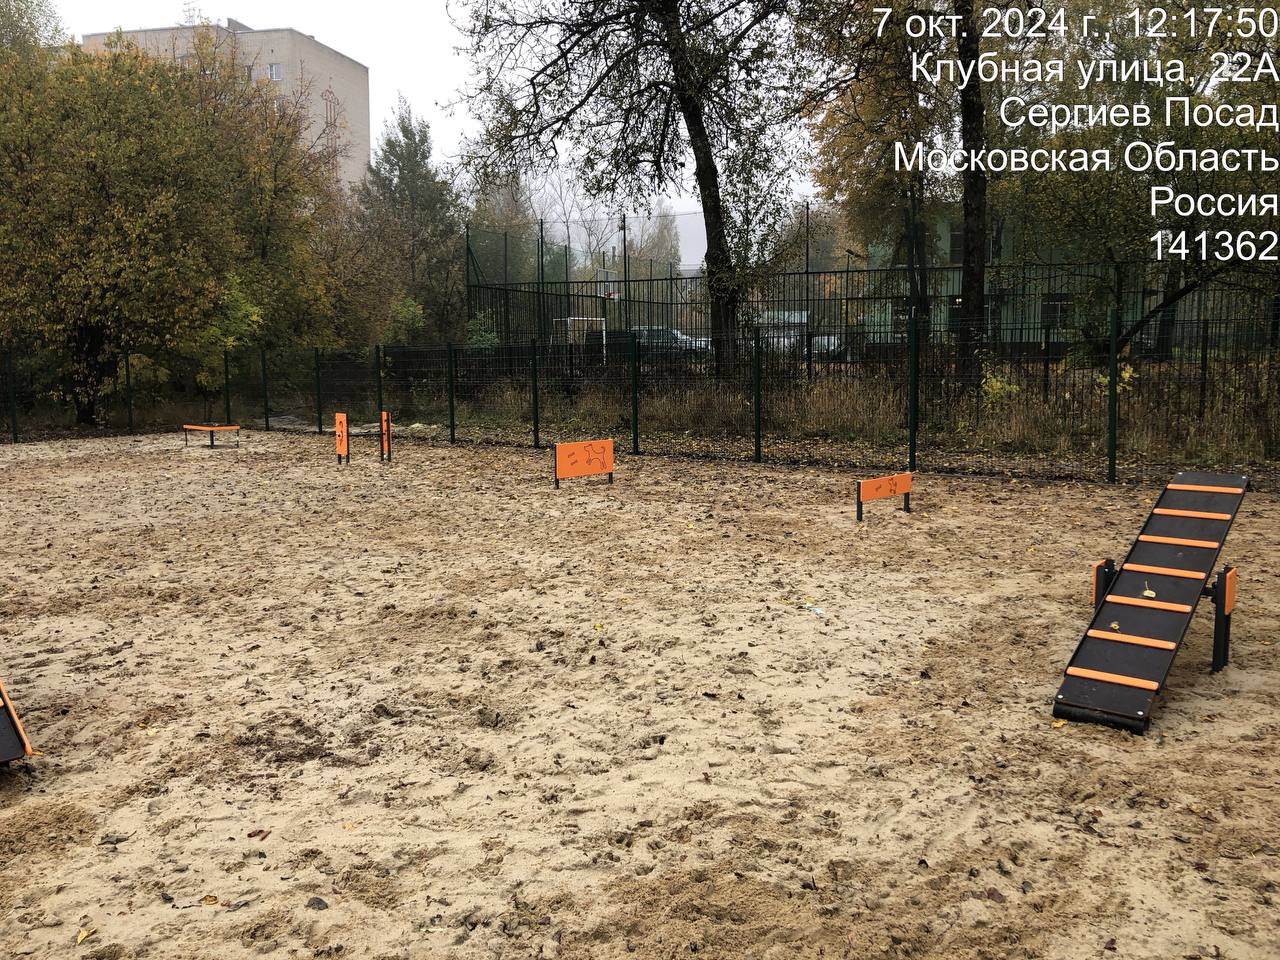 7 окт. 2024 г., 12:17:50
Клубная улица, 22А
Сергиев Посад
Московская Область
Россия
141362